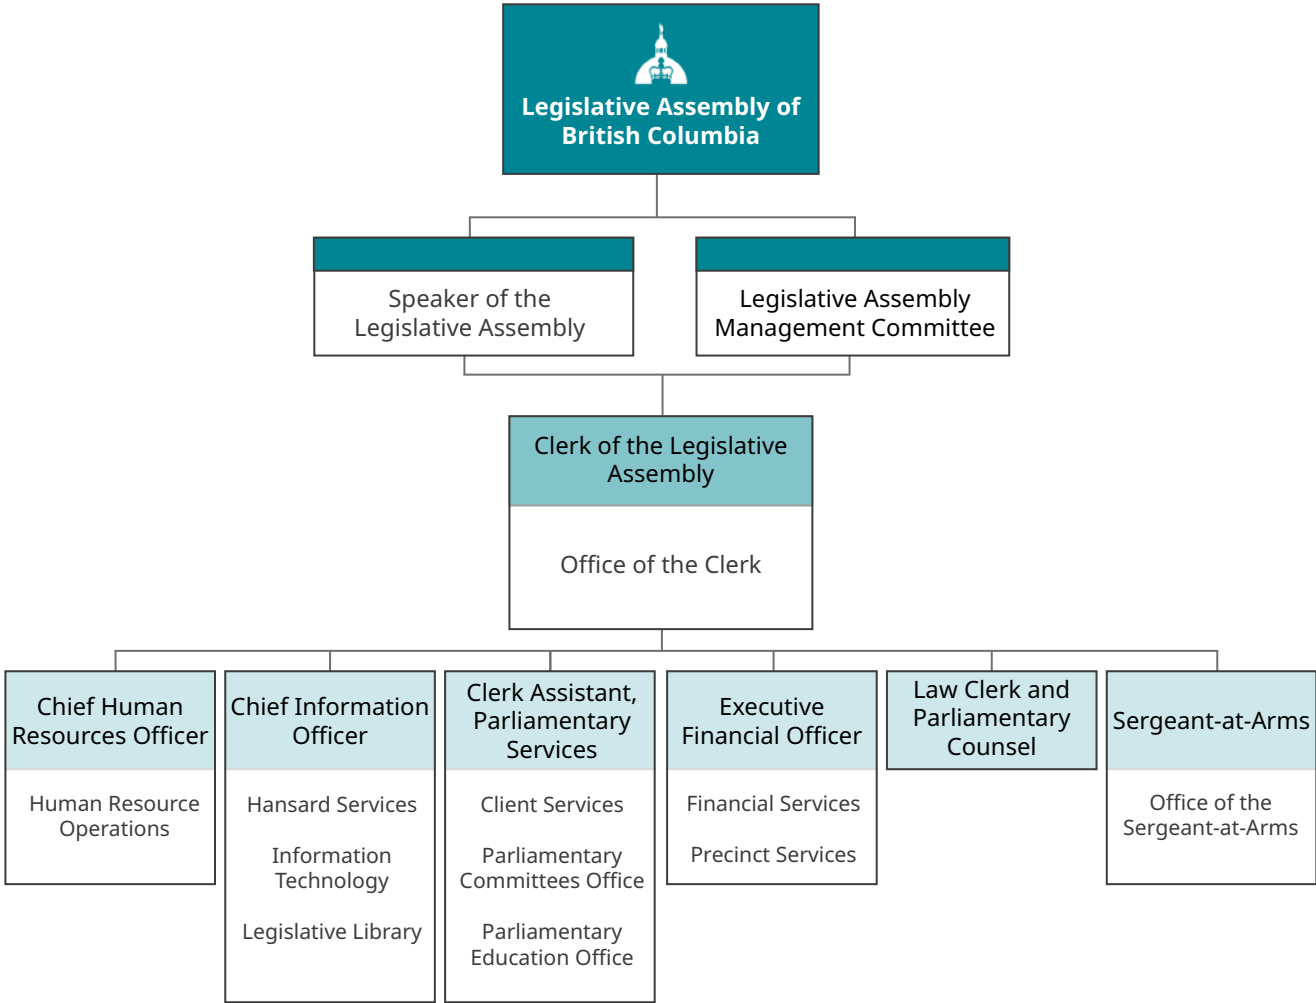 Legislative Assembly of
British Columbia
Speaker of the
Legislative Assembly
Legislative Assembly
Management Committee
Clerk of the Legislative
Assembly
Office of the Clerk
Chief Human
Resources Officer
Human Resource
Operations
Chief Information
Officer
Hansard Services
Information
Technology
Legislative Library
Clerk Assistant,
Parliamentary
Services
Client Services
Parliamentary
Committees Office
Parliamentary
Education Office
Executive
Financial Officer
Financial Services
Precinct Services
Law Clerk and
Parliamentary
Counsel
Sergeant-at-Arms
Office of the
Sergeant-at-Arms